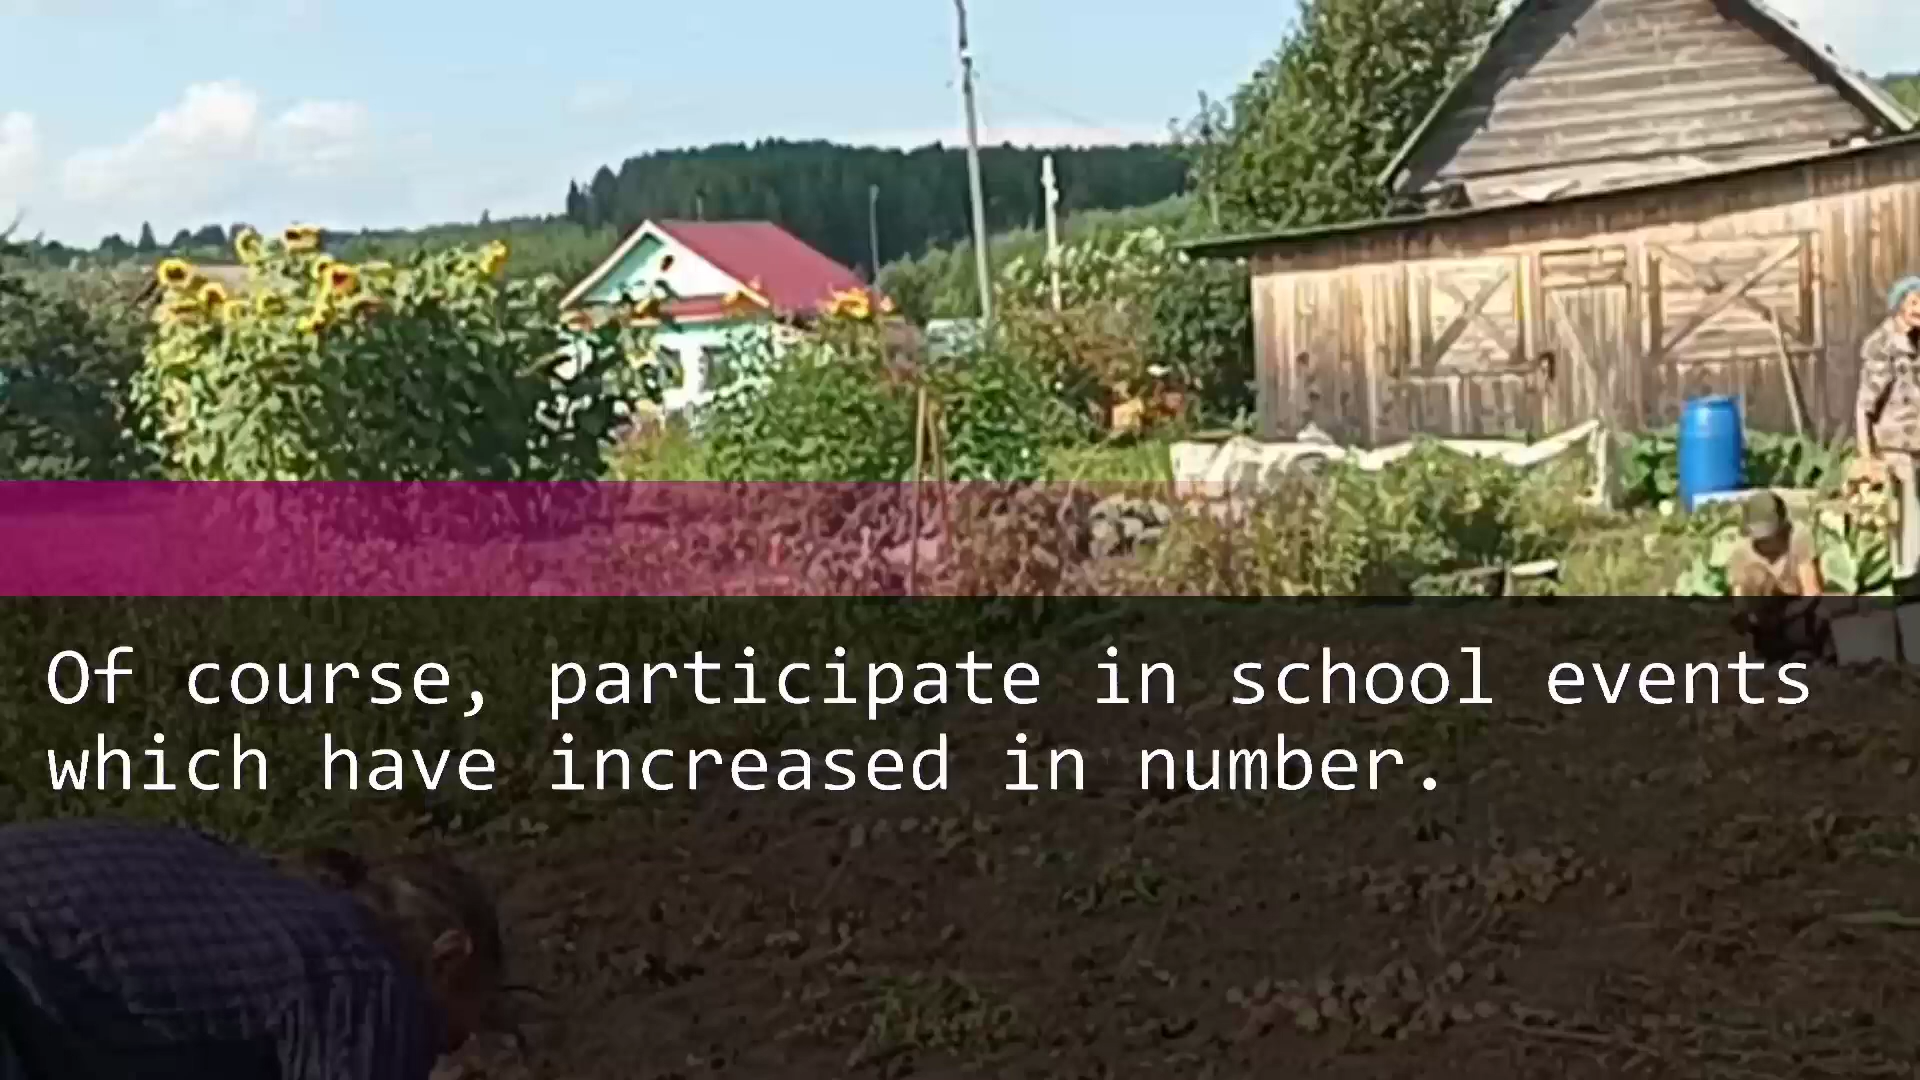 Of course, participate in school events
which have increased in number.